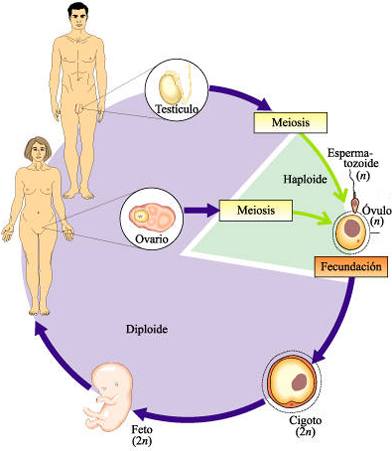 Testículo
Meiosis
Esperma-
tozoide
(n)
Haploide
Óvulo
(n)
Ovario
Meiosis
Fecundación
Diploide
Cigoto
(2n)
Feto
(2n)